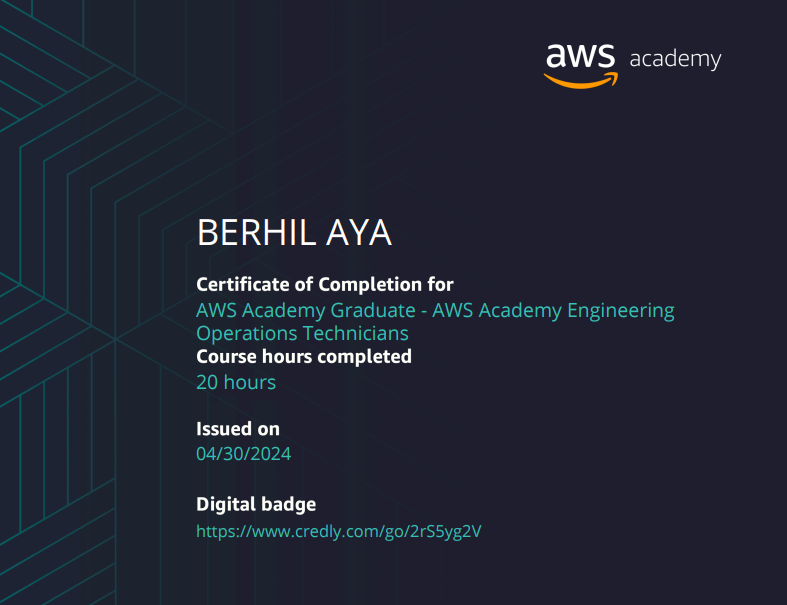 aws academy
BERHIL AYA
Certificate of Completion for
AWS Academy Graduate - AWS Academy Engineering
Operations Technicians
Course hours completed
20 hours
Issued on
04/30/2024
Digital badge
https://www.credly.com/go/2rS5yg2V